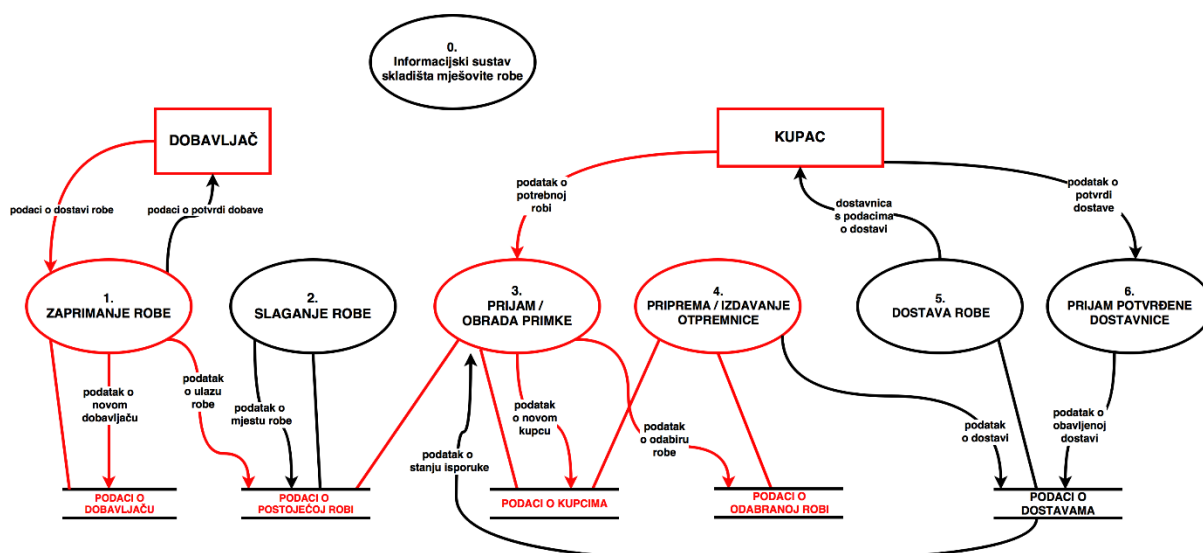 0.
Informacijski sustav
skladišta mješovite robe
DOBAVLJAČ
KUPAC
podaci o dostavi robe
podaci o potvrdi dobave
podatak o
potrebnoj
robi
dostavnica
s podacima
o dostavi
podatak o
potvrdi
dostave
1.
ZAPRIMANJE ROBE
2.
SLAGANJE ROBE
3.
PRIJAM /
OBRADA PRIMKE
4.
PRIPREMA / IZDAVANJE
OTPREMNICE
5.
DOSTAVA ROBE
6.
PRIJAM POTVRĐENE
DOSTAVNICE
podatak o
novom
dobavljaču
podatak
o ulazu
robe
podatak o
mjestu robe
podatak o
stanju isporuke
podatak
o novom
kupcu
podatak
o odabiru
robe
podatak
o dostavi
podatak o
obavljenoj
dostavi
PODACI O
DOBAVLJAČU
PODACI O
POSTOJEĆOJ ROBI
PODACI O KUPCIMA
PODACI O
ODABRANOJ ROBI
PODACI O
DOSTAVAMA